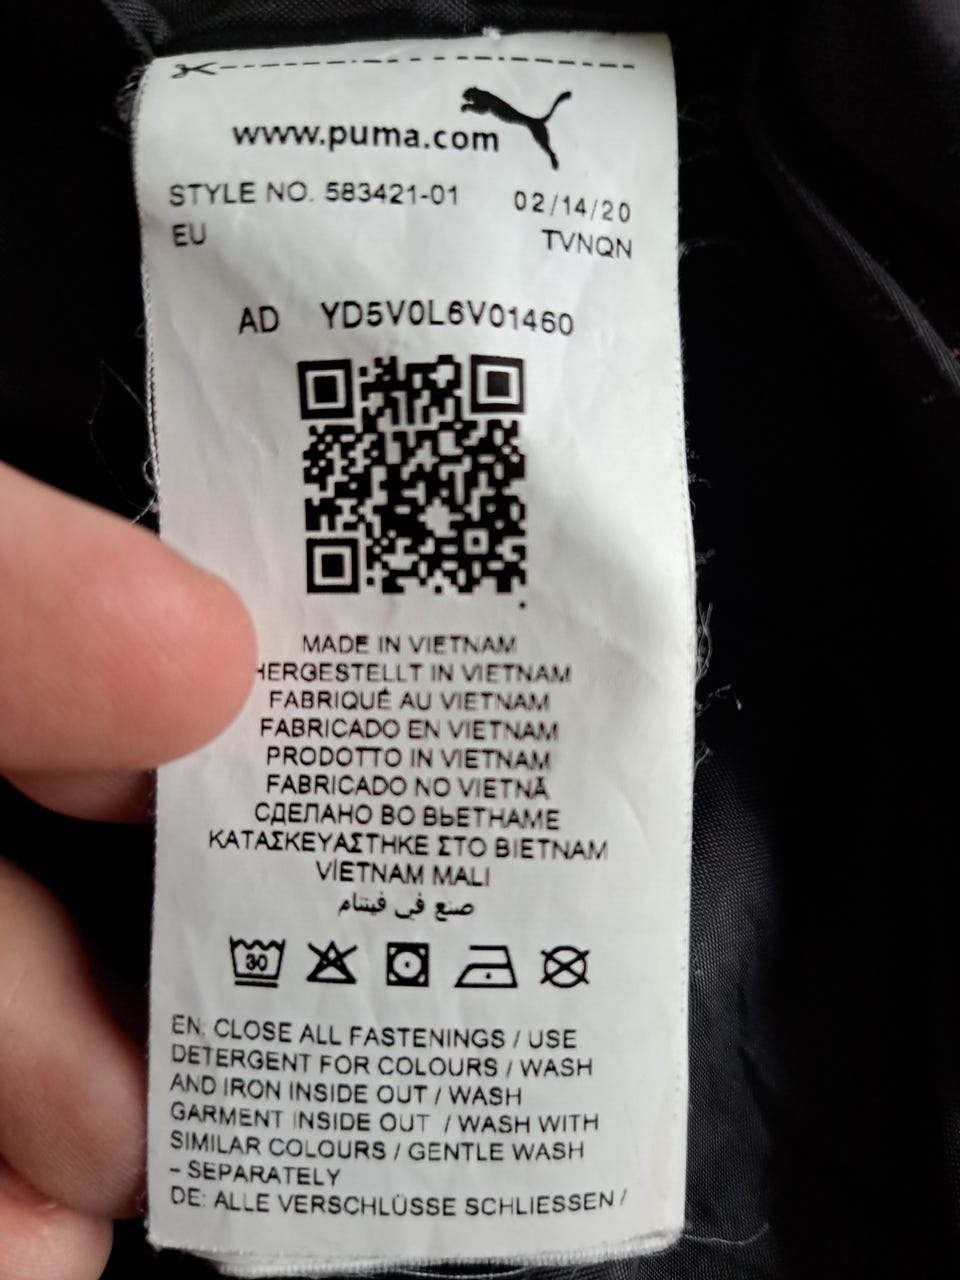 www.puma.com
STYLE NO. 583421-01 02/14/20
EU TVNQN
AD YD5V0L6V01460
MADE IN VIETNAM
HERGESTELLT IN VIETNAM
FABRIQUÉ AU VIETNAM
FABRICADO EN VIETNAM
PRODOTTO IN VIETNAM
FABRICADO NO VIETNÃ
СДЕЛАНО ВО ВЬЕТНАМЕ
ΚΑΤΑΣΚΕΥΑΣΤΗΚΕ ΣΤΟ ΒΙΕΤΝΑΜ
VİETNAM MALI
صنع في فيتنام
30
EN: CLOSE ALL FASTENINGS / USE
DETERGENT FOR COLOURS / WASH
AND IRON INSIDE OUT / WASH
GARMENT INSIDE OUT / WASH WITH
SIMILAR COLOURS / GENTLE WASH
- SEPARATELY
DE: ALLE VERSCHLÜSSE SCHLIESSEN /